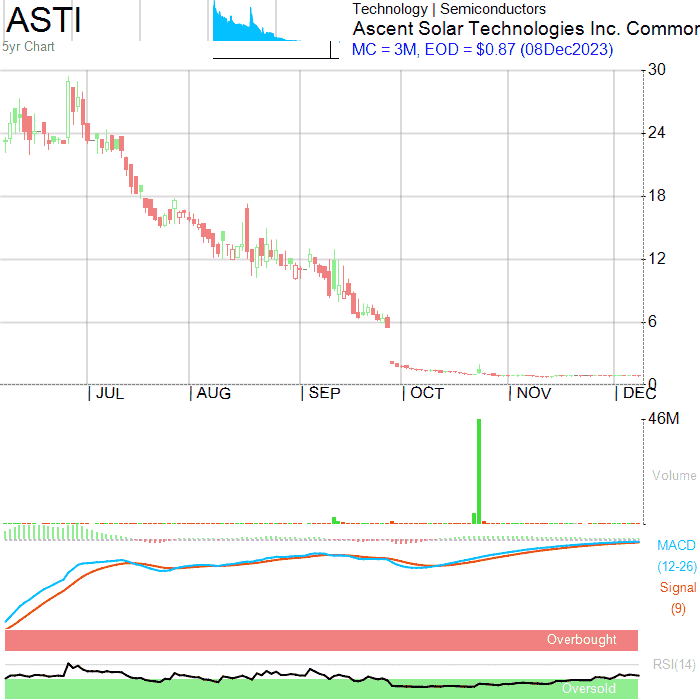 ASTI
5yr Chart
Technology | Semiconductors
Ascent Solar Technologies Inc. Common
MC = 3M, EOD = $0.87 (08Dec2023)
30
24
18
12
6
0
JUL AUG SEP OCT NOV DEC
46M
Volume
MACD
(12-26)
Signal
(9)
Overbought
RSI(14)
Oversold